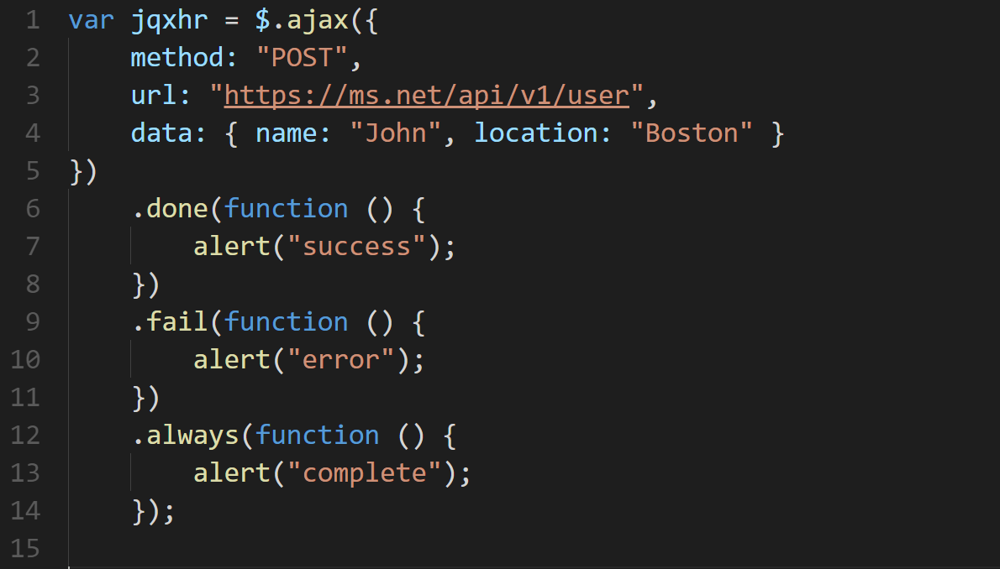 1 var jqxhr = $.ajax({
2     method: "POST",
3     url: "https://ms.net/api/v1/user",
4     data: { name: "John", location: "Boston" }
5 })
6     .done(function () {
7         alert("success");
8     })
9     .fail(function () {
10         alert("error");
11     })
12     .always(function () {
13         alert("complete");
14     });
15